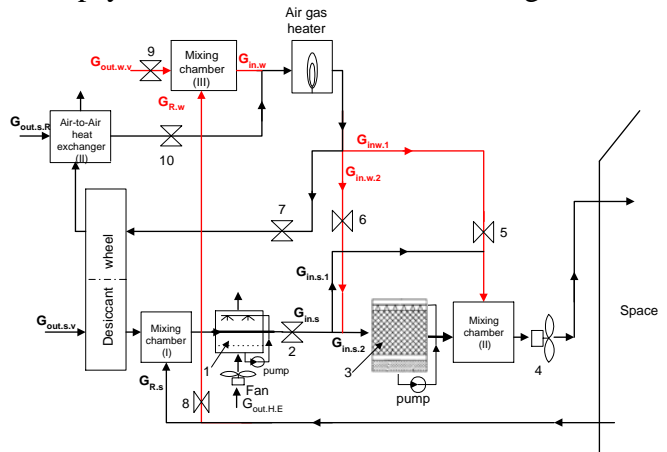 Air gas
heater
9
Mixing
chamber
(III)
G_in.w
G_out.w.v
G_R.w
G_out.s.R
Air-to-Air
heat
exchanger
(II)
10
G_inw.1
G_in.w.2
7
6
5
Desiccant wheel
G_in.s.1
G_out.s.v
Mixing
chamber
(I)
G_in.s
1
2
pump
G_in.s.2
3
Mixing
chamber
(II)
4
Space
G_R.s
8
Fan
G_out.H.E
pump